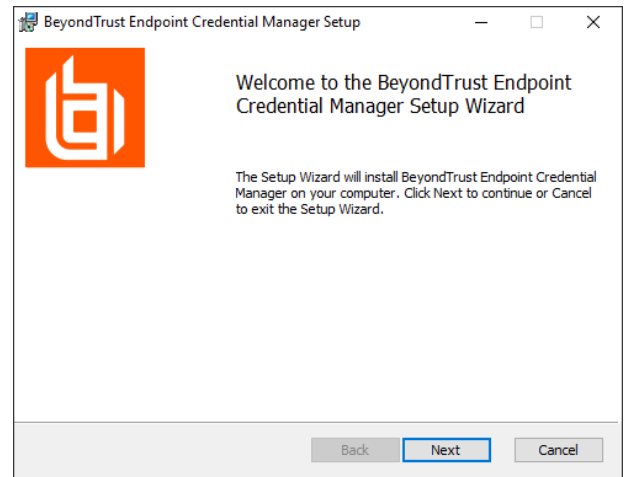 BeyondTrust Endpoint Credential Manager Setup
Welcome to the BeyondTrust Endpoint
Credential Manager Setup Wizard
The Setup Wizard will install BeyondTrust Endpoint Credential
Manager on your computer. Click Next to continue or Cancel
to exit the Setup Wizard.
Back Next Cancel